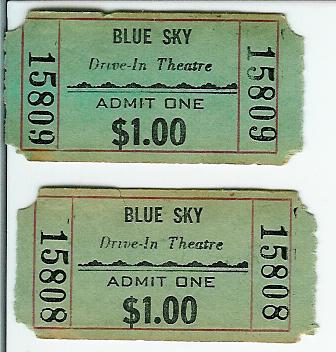 BLUE SKY
Drive-In Theatre
ADMIT ONE
$1.00
15809
15809
BLUE SKY
Drive-In Theatre
ADMIT ONE
$1.00
15808
15808